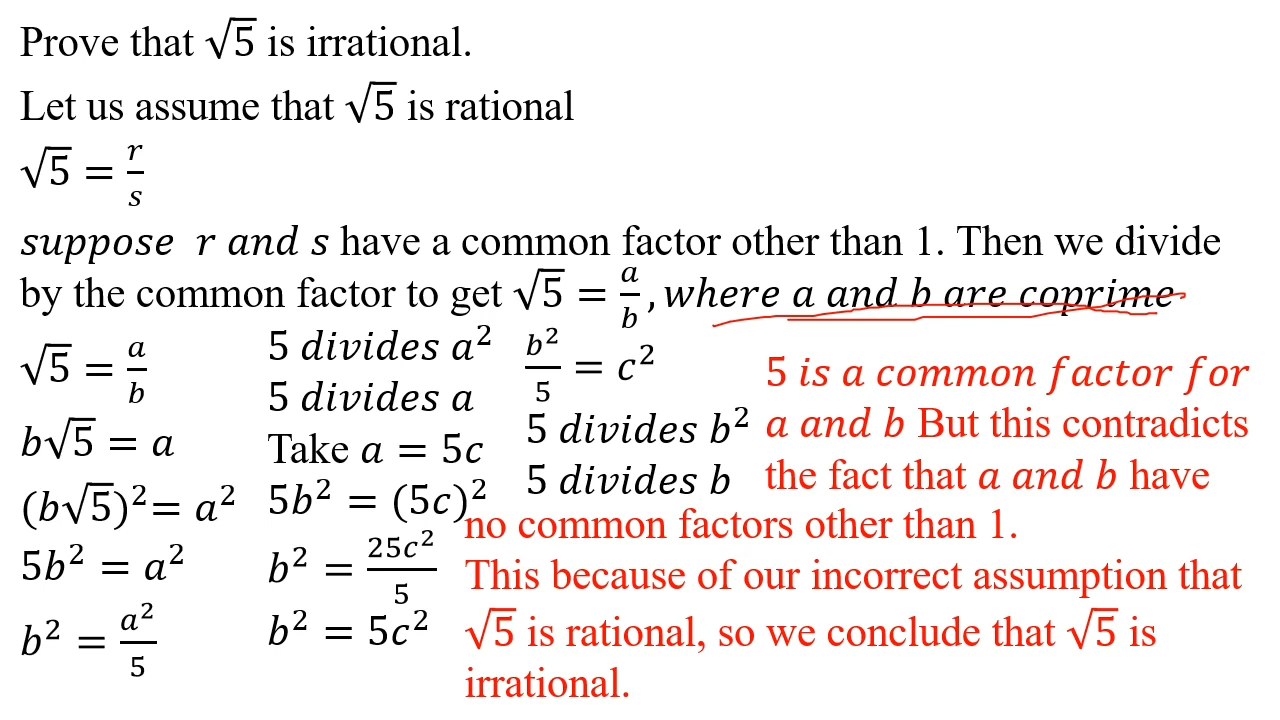 Prove that √5 is irrational.
Let us assume that √5 is rational
√5 = r/s
suppose r and s have a common factor other than 1. Then we divide
by the common factor to get √5 = a/b, where a and b are coprime
√5 = a/b
b√5 = a
(b√5)²= a²
5b² = a²
b² = a²/5
5 divides a²
5 divides a
Take a = 5c
5b² = (5c)²
b² = 25c²/5
b² = 5c²
b²/5 = c²
5 divides b²
5 divides b
5 is a common factor for
a and b But this contradicts
the fact that a and b have
no common factors other than 1.
This because of our incorrect assumption that
√5 is rational, so we conclude that √5 is
irrational.